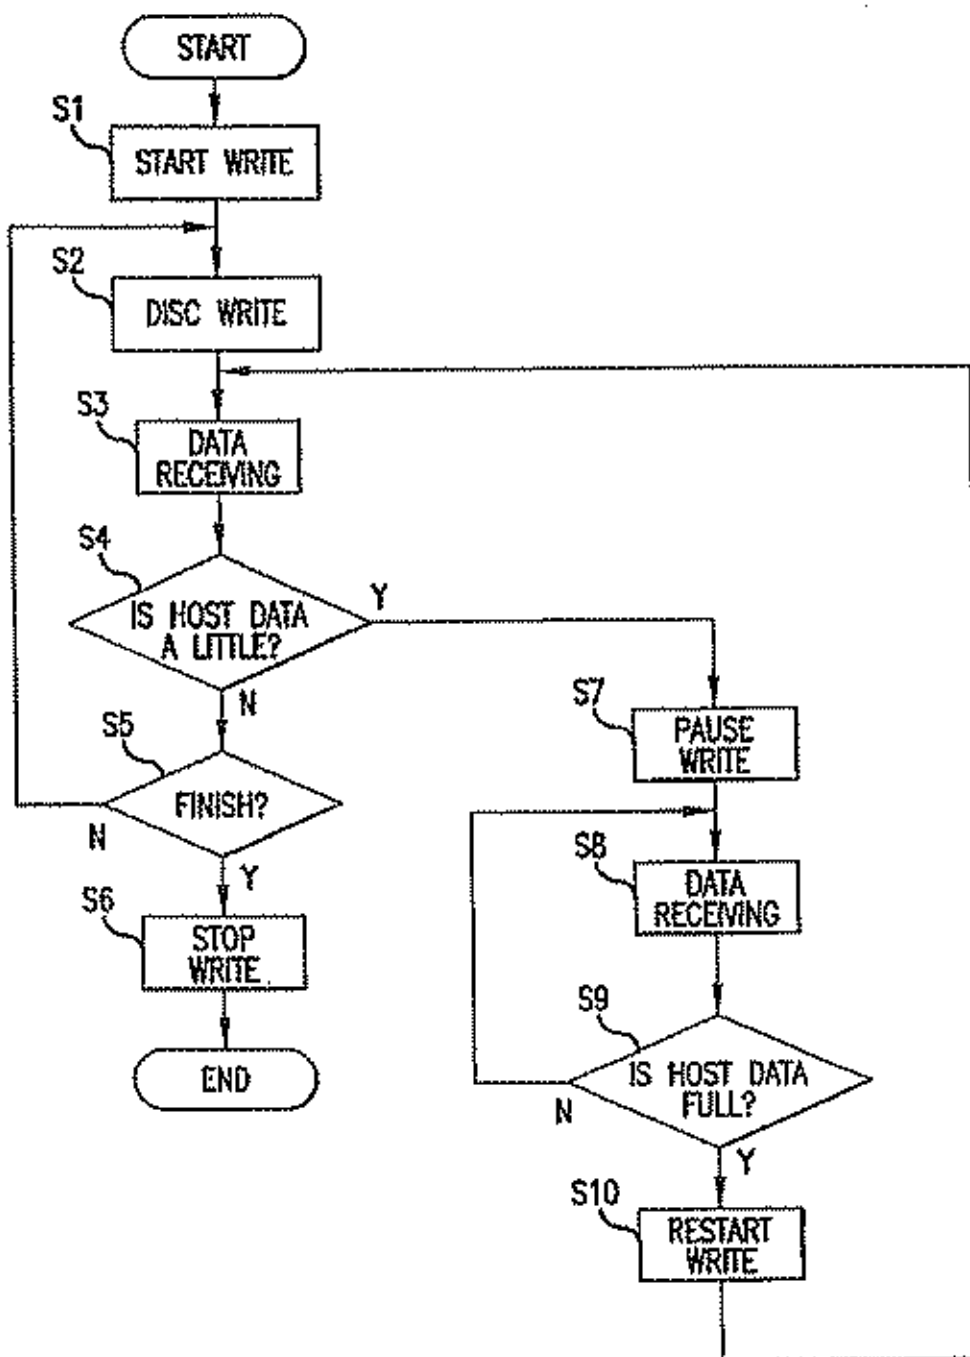 START
S1
START WRITE
S2
DISC WRITE
S3
DATA
RECEIVING
S4
IS HOST DATA
A LITTLE?
Y
N
S5
FINISH?
N
Y
S6
STOP
WRITE
END
S7
PAUSE
WRITE
S8
DATA
RECEIVING
S9
IS HOST DATA
FULL?
N
Y
S10
RESTART
WRITE